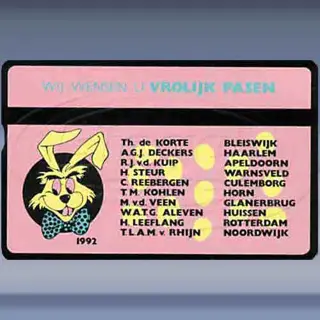 WIJ WENSEN U VROLIJK PASEN
Th. de KORTE BLEISWIJK
A.G.J. DECKERS HAARLEM
R.J. v.d. KUIP APELDOORN
H. STEUR WARNSVELD
C. REEBERGEN CULEMBORG
T.M. KOHLEN HORN
M. v.d. VEEN GLANERBRUG
W.A.T.G. ALEVEN HUISSEN
H. LEEFLANG ROTTERDAM
T.L.A.M. v. RHIJN NOORDWIJK
1992